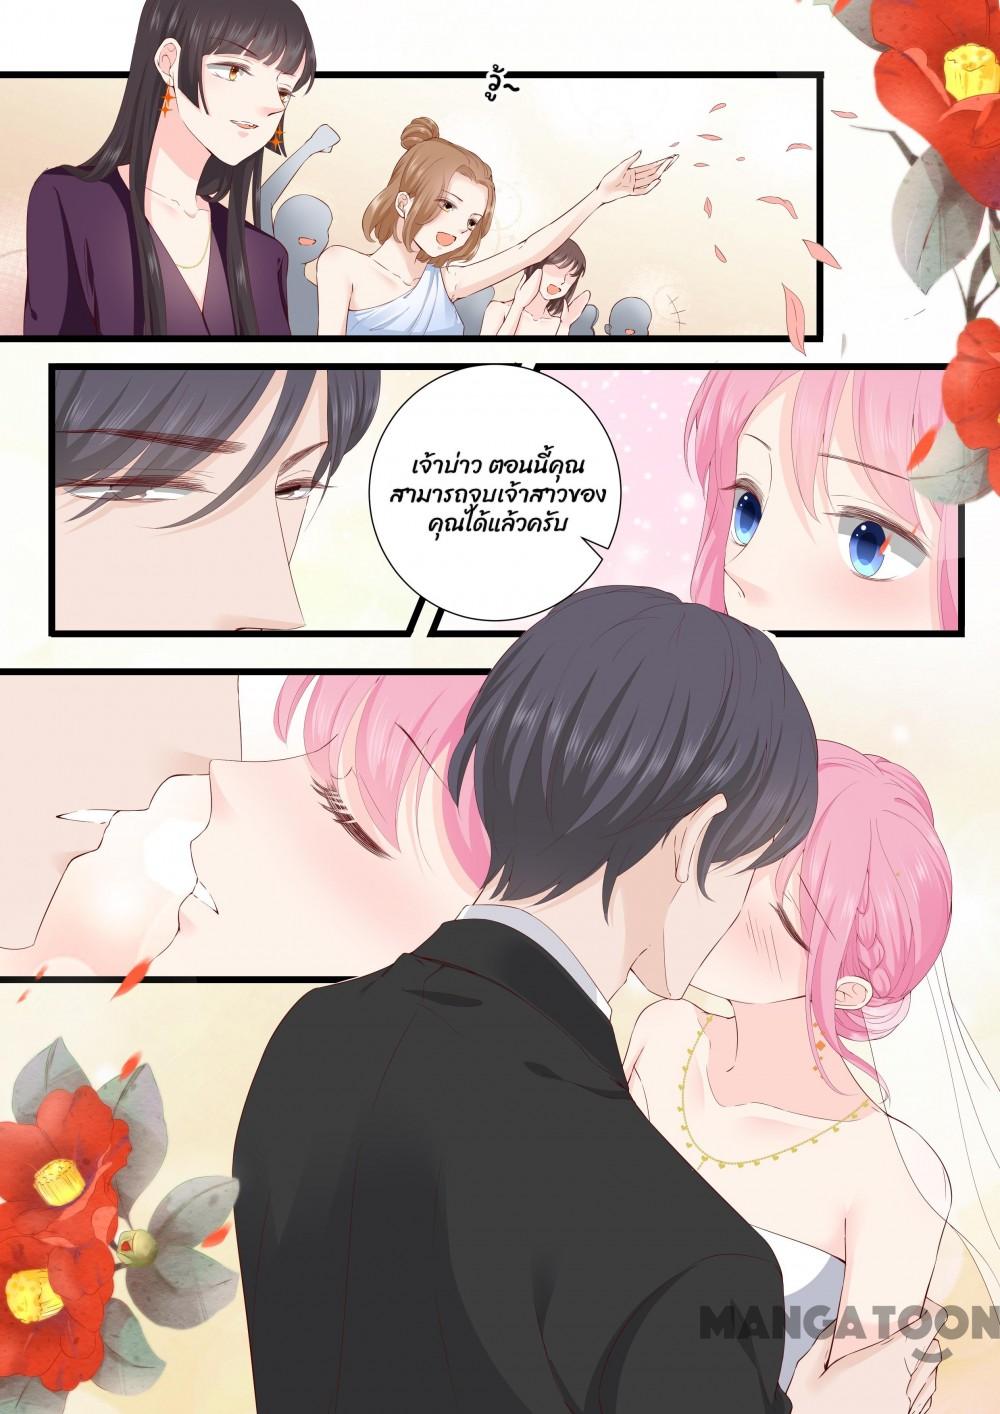 วู้~
เจ้าบ่าว ตอนนี้คุณ
สามารถจูบเจ้าสาวของ
คุณได้แล้วครับ
MANGATOON